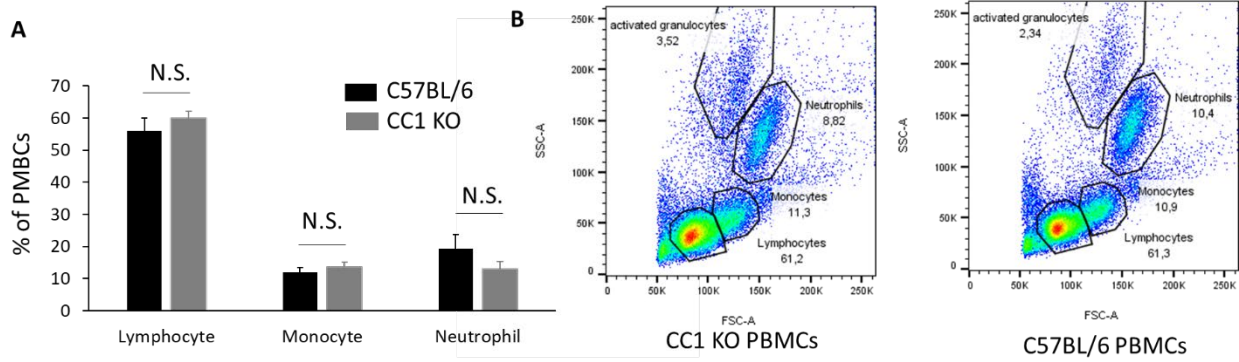 A
N.S.
N.S.
N.S.
C57BL/6
CC1 KO
% of PMBCs
70
60
50
40
30
20
10
0
Lymphocyte Monocyte Neutrophil
B
activated granulocytes
3,52
Neutrophils
8,82
Monocytes
11,3
Lymphocytes
61,2
SSC-A
250K
200K
150K
100K
50K
0
0 50K 100K 150K 200K 250K
FSC-A
CC1 KO PBMCs
activated granulocytes
2,34
Neutrophils
10,4
Monocytes
10,9
Lymphocytes
61,3
SSC-A
250K
200K
150K
100K
50K
0
0 50K 100K 150K 200K 250K
FSC-A
C57BL/6 PBMCs